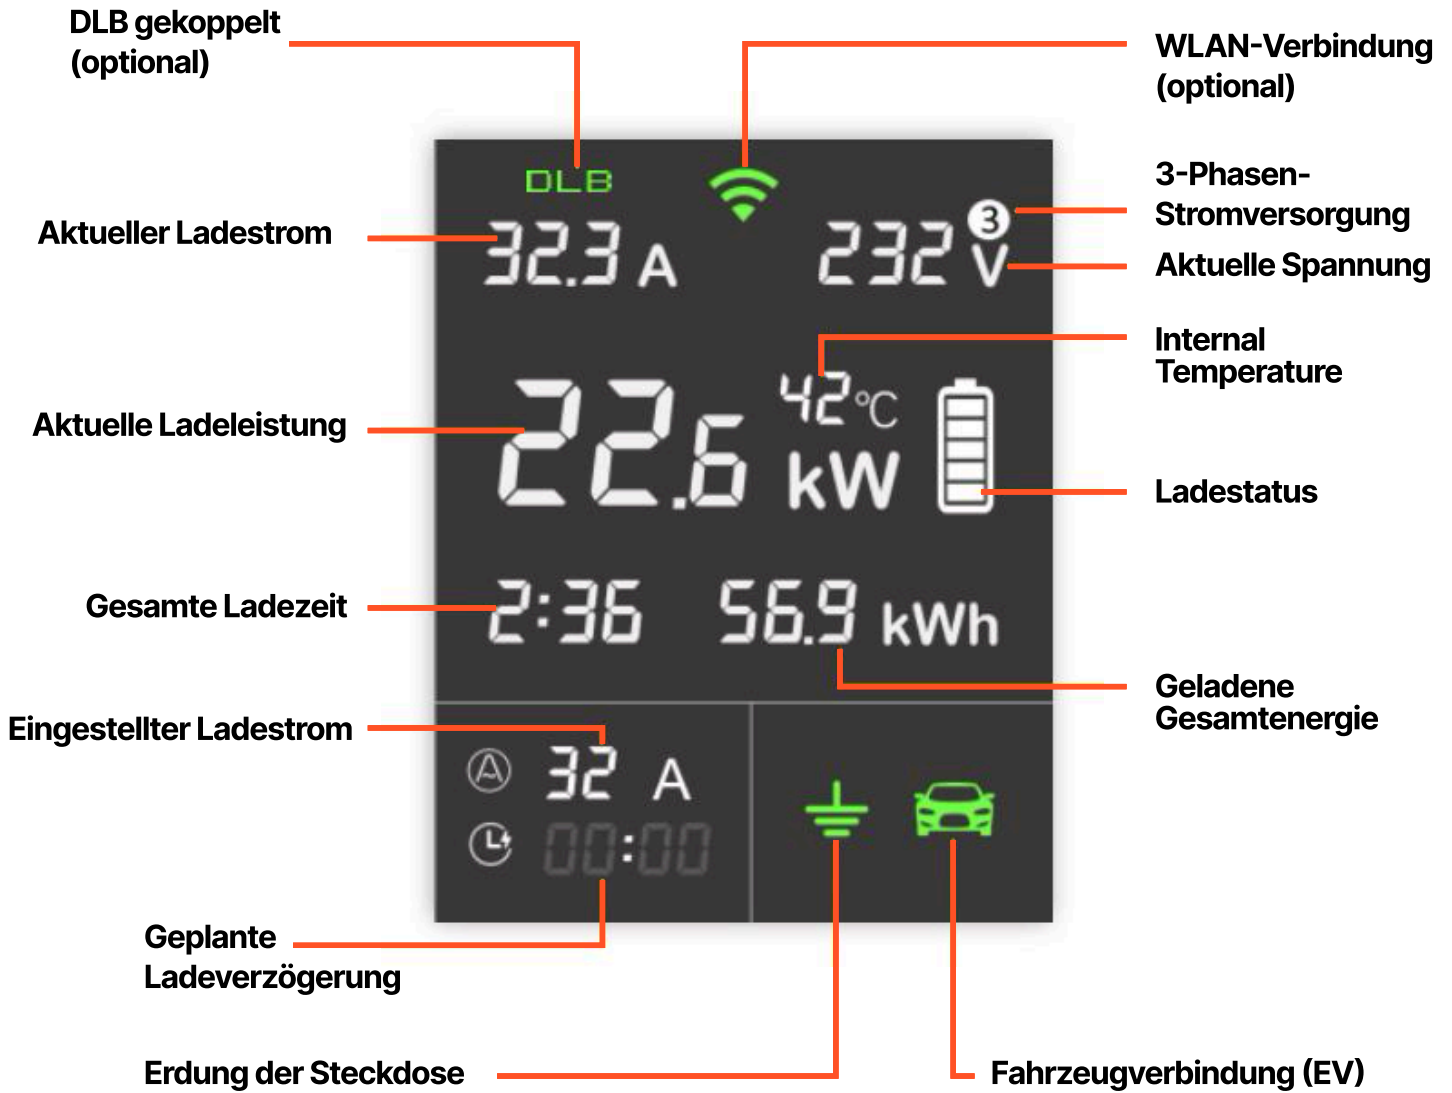 DLB gekoppelt
(optional)
WLAN-Verbindung
(optional)
DLB
3-Phasen-
Stromversorgung
3
Aktueller Ladestrom
32.3 A
232 V
Aktuelle Spannung
Internal
Temperature
42°C
Aktuelle Ladeleistung
22.6 kW
Ladestatus
Gesamte Ladezeit
2:36
56.9 kWh
Geladene
Gesamtenergie
Eingestellter Ladestrom
A
32 A
00:00
Geplante
Ladeverzögerung
Erdung der Steckdose
Fahrzeugverbindung (EV)